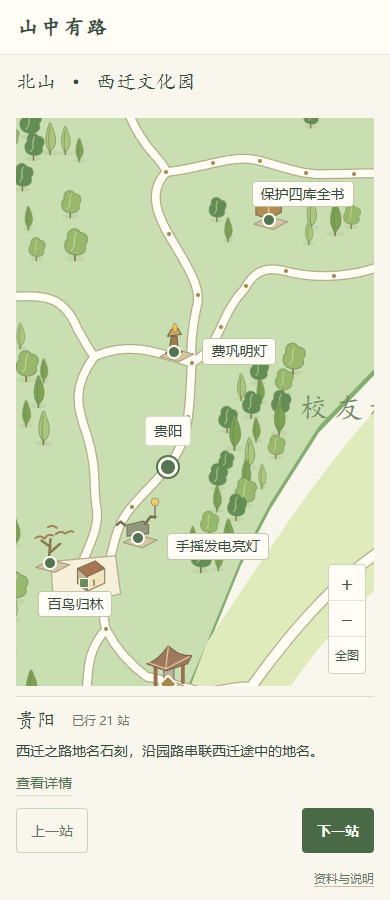 山中有路
北山 • 西迁文化园
保护四库全书
费巩明灯
校友
贵阳
手摇发电亮灯
百鸟归林
+
−
全图
贵阳 已行 21 站
西迁之路地名石刻，沿园路串联西迁途中的地名。
查看详情
上一站 下一站
资料与说明